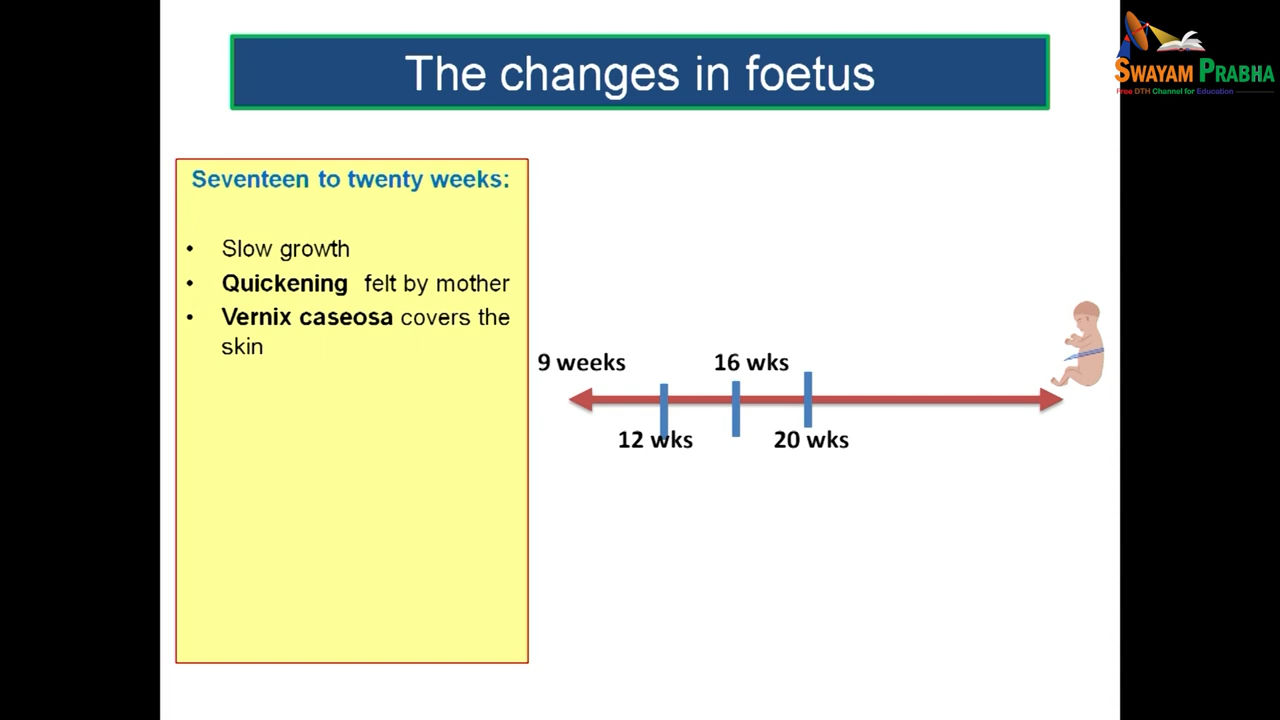 The changes in foetus
SWAYAM PRABHA
Free DTH Channel for Education
Seventeen to twenty weeks:
• Slow growth
• Quickening felt by mother
• Vernix caseosa covers the
skin
9 weeks
16 wks
12 wks
20 wks